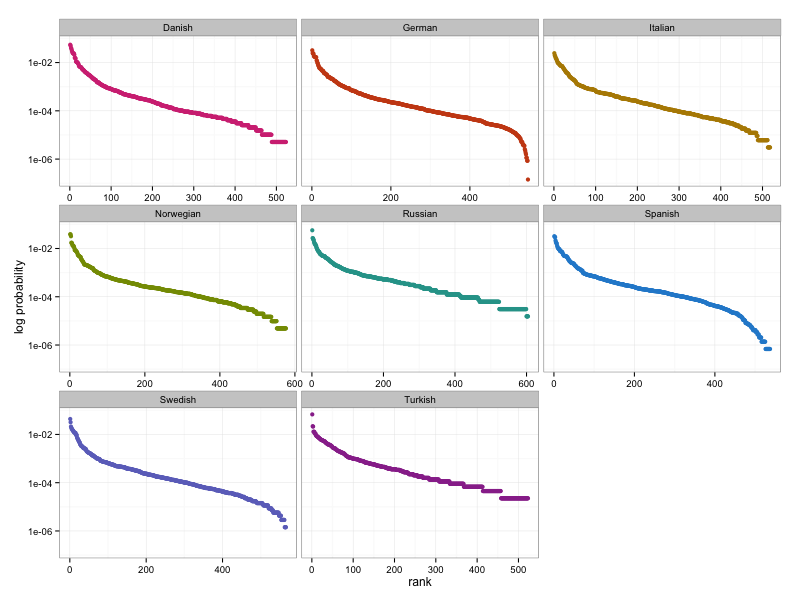 Danish German Italian
1e-02
1e-04
1e-06
0 100 200 300 400 500 0 200 400 0 100 200 300 400 500
Norwegian Russian Spanish
log probability
1e-02
1e-04
1e-06
0 200 400 600 0 200 400 600 0 200 400
Swedish Turkish
1e-02
1e-04
1e-06
0 200 400 0 100 200 300 400 500
rank